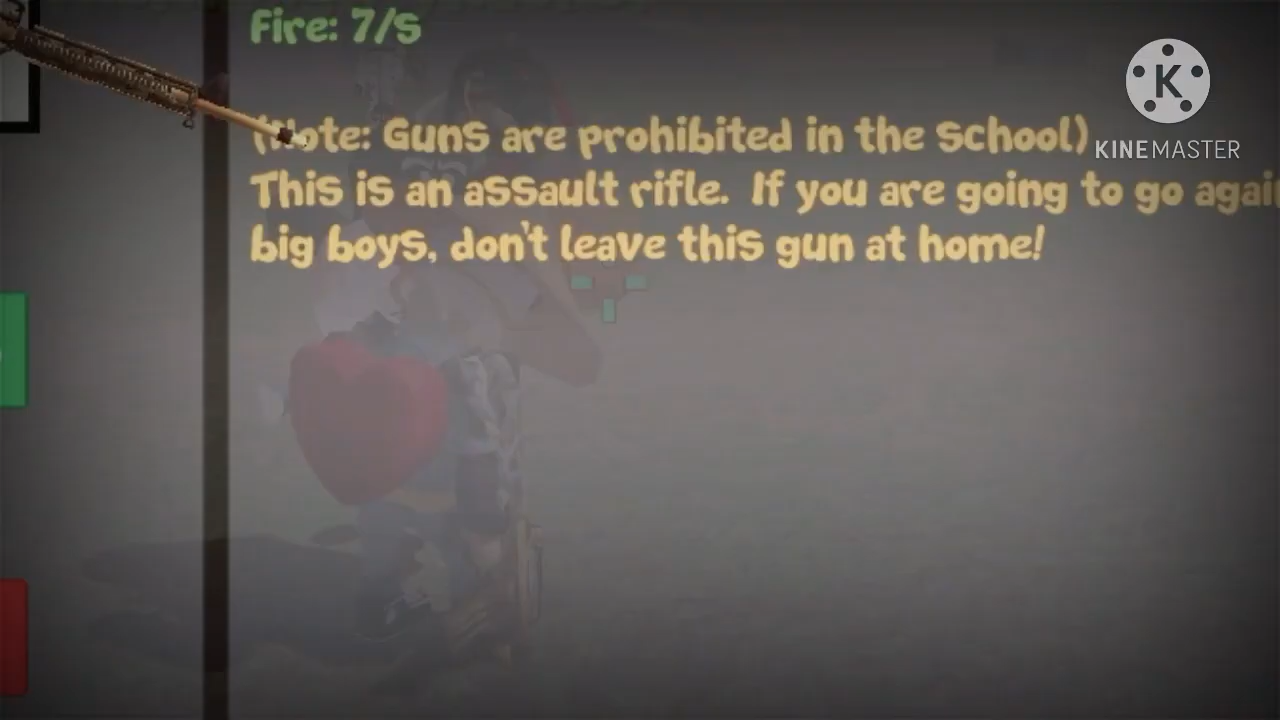 Fire: 7/s
(Note: Guns are prohibited in the school)
KINEMASTER
This is an assault rifle. If you are going to go agai
big boys, don't leave this gun at home!